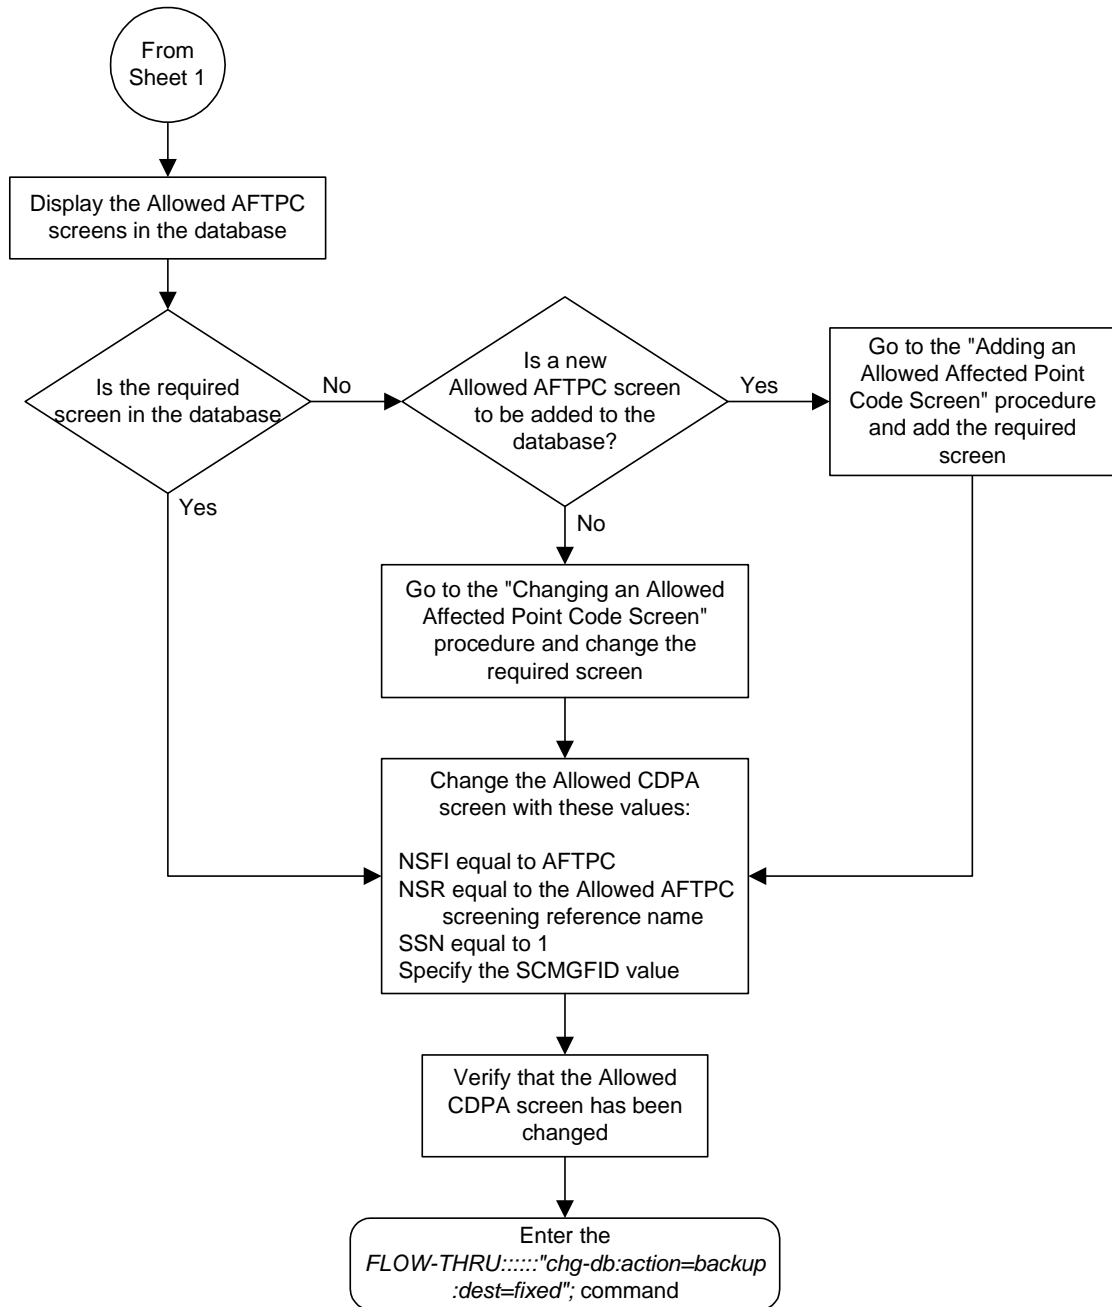 From
Sheet 1
Display the Allowed AFTPC
screens in the database
Is the required
screen in the database
No
Yes
Is a new
Allowed AFTPC screen
to be added to the
database?
Yes
No
Go to the "Adding an
Allowed Affected Point
Code Screen" procedure
and add the required
screen
Go to the "Changing an Allowed
Affected Point Code Screen"
procedure and change the
required screen
Change the Allowed CDPA
screen with these values:
NSFI equal to AFTPC
NSR equal to the Allowed AFTPC
screening reference name
SSN equal to 1
Specify the SCMGFID value
Verify that the Allowed
CDPA screen has been
changed
Enter the
FLOW-THRU::::::"chg-db:action=backup
:dest=fixed"; command